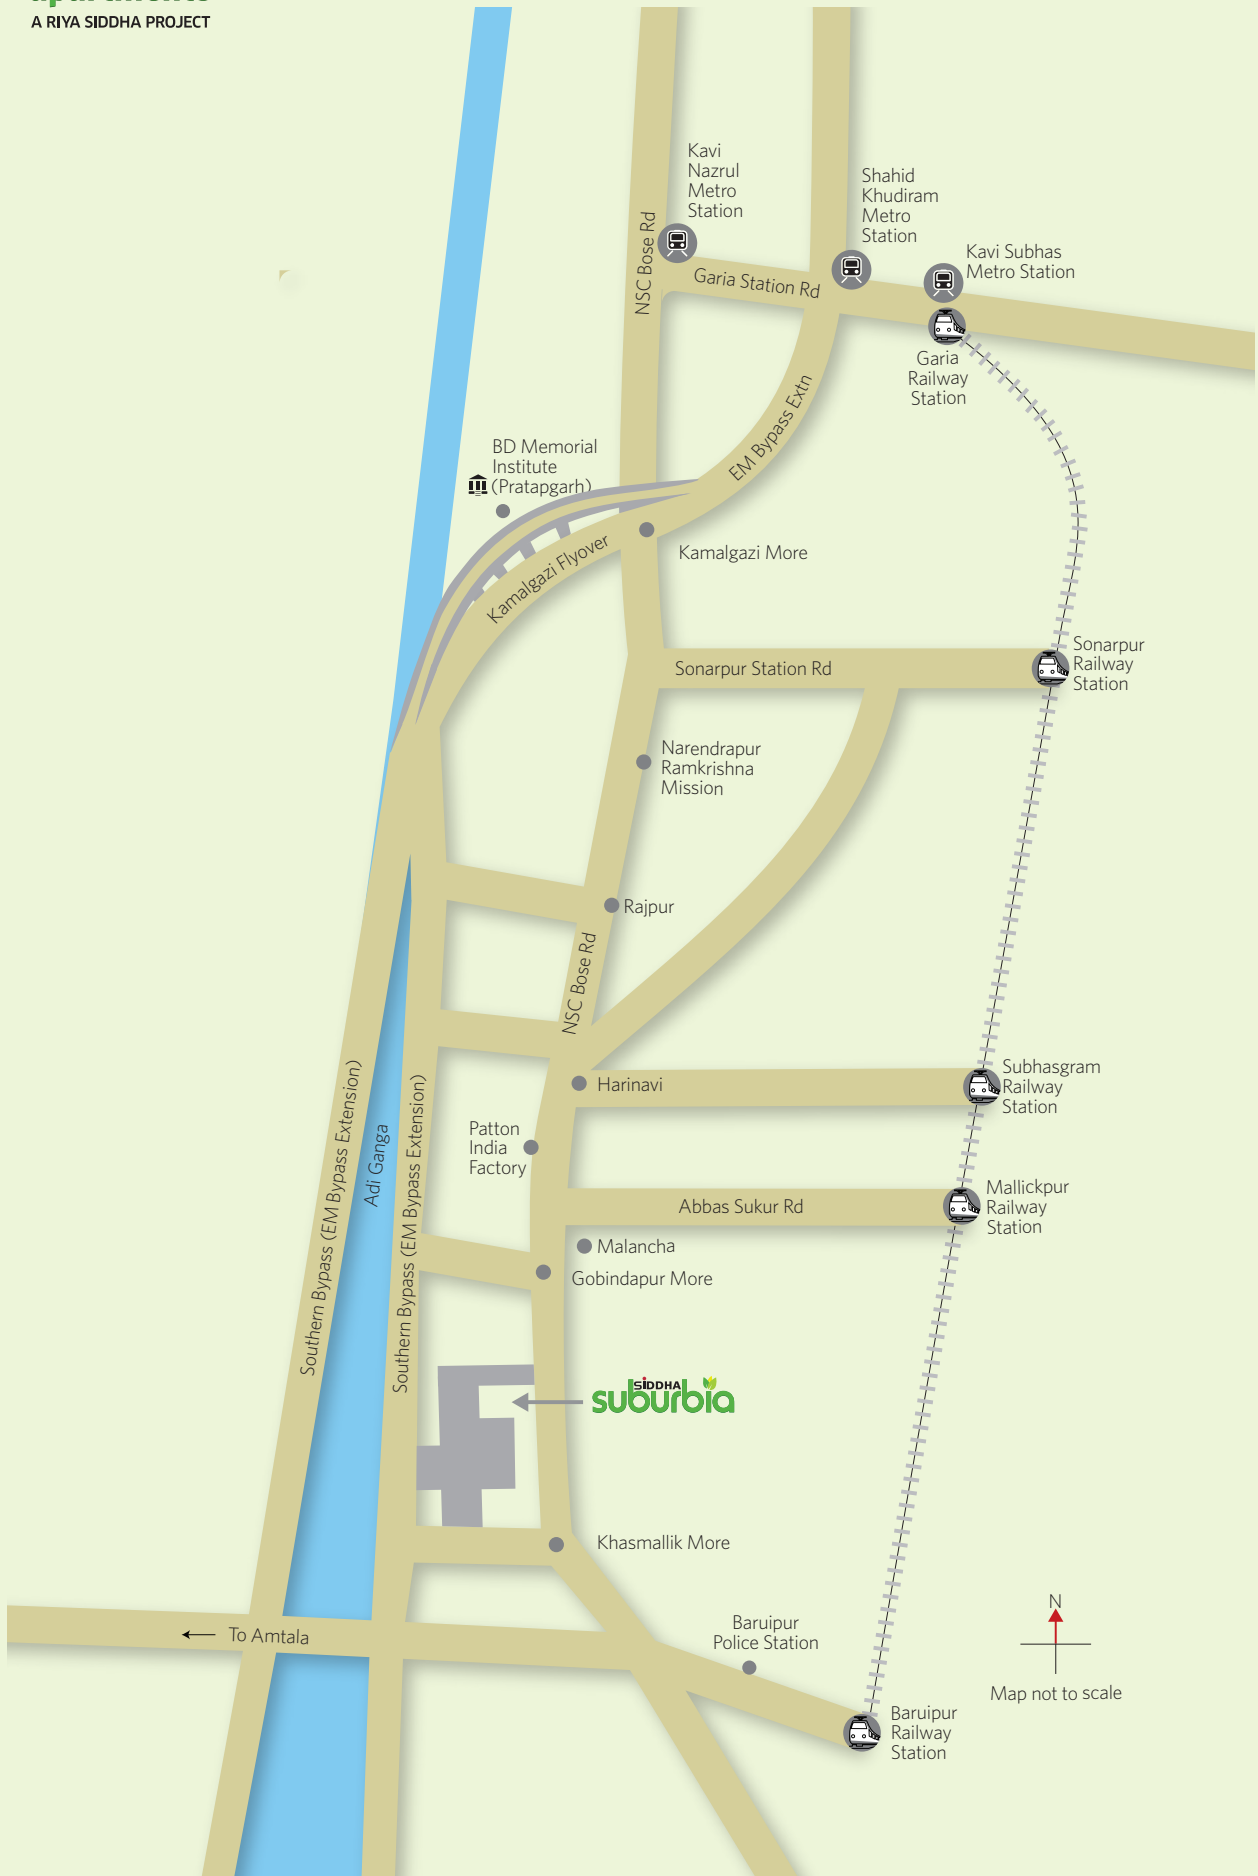 A RIYA SIDDHA PROJECT
Kavi
Nazrul
Metro
Station
Shahid
Khudiram
Metro
Station
Kavi Subhas
Metro Station
NSC Bose Rd
Garia Station Rd
Garia
Railway
Station
EM Bypass Extn
BD Memorial
Institute
(Pratapgarh)
Kamalgazi Flyover
Kamalgazi More
Sonarpur Station Rd
Sonarpur
Railway
Station
Narendrapur
Ramkrishna
Mission
Rajpur
NSC Bose Rd
Harinavi
Subhasgram
Railway
Station
Patton
India
Factory
Southern Bypass (EM Bypass Extension)
Adi Ganga
Southern Bypass (EM Bypass Extension)
Abbas Sukur Rd
Mallickpur
Railway
Station
Malancha
Gobindapur More
SiDDHA
suburbia
Khasmallik More
To Amtala
Baruipur
Police Station
N
Map not to scale
Baruipur
Railway
Station